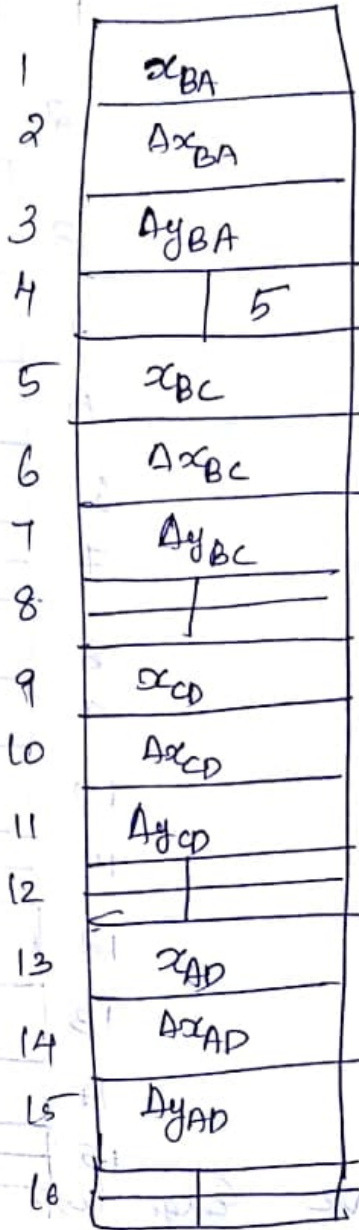 1 x_BA
2 Δx_BA
3 Δy_BA
4 5
5 x_BC
6 Δx_BC
7 Δy_BC
8
9 x_CD
10 Δx_CD
11 Δy_CD
12
13 x_AD
14 Δx_AD
15 Δy_AD
16